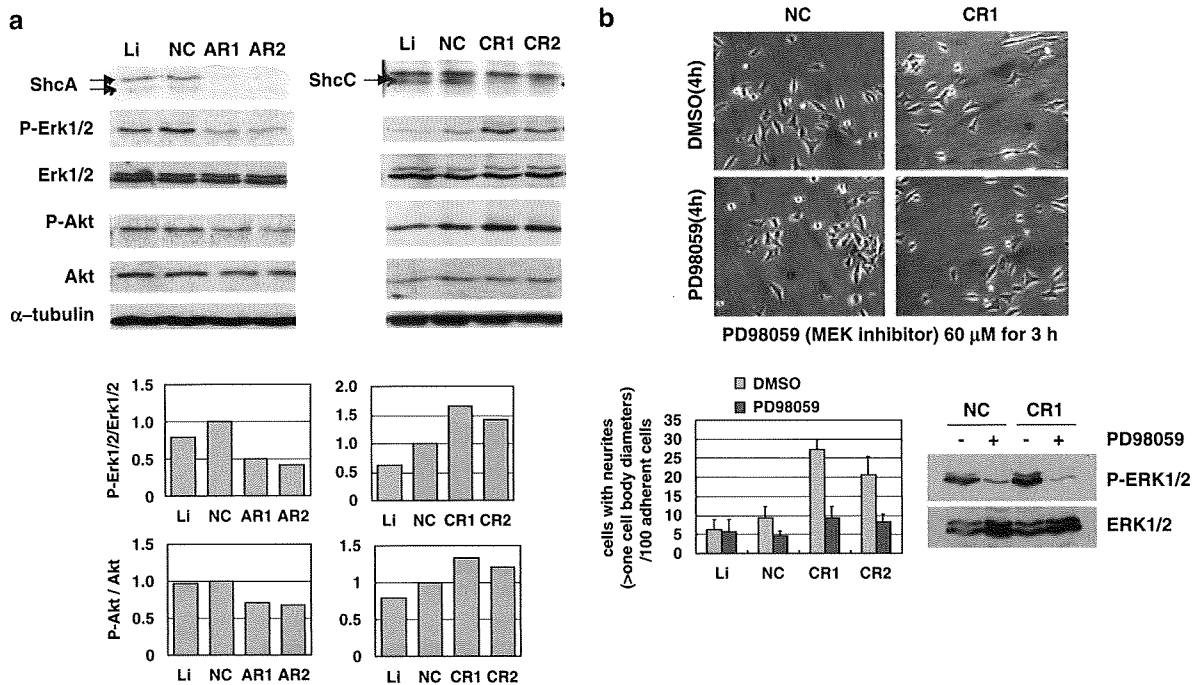 a
Li NC AR1 AR2
ShcA
P-Erk1/2
Erk1/2
P-Akt
Akt
α–tubulin
Li NC CR1 CR2
ShcC
P-Erk1/2/Erk1/2
1.5
1.0
0.5
0
Li NC AR1 AR2
2.0
1.5
1.0
0.5
0
Li NC CR1 CR2
P-Akt / Akt
1.5
1.0
0.5
0
Li NC AR1 AR2
1.5
1
0.5
0
Li NC CR1 CR2
b
NC CR1
DMSO(4h)
PD98059(4h)
PD98059 (MEK inhibitor) 60 μM for 3 h
DMSO
PD98059
cells with neurites
(>one cell body diameters)
/100 adherent cells
35
30
25
20
15
10
5
0
Li NC CR1 CR2
NC CR1
- + - + PD98059
P-ERK1/2
ERK1/2